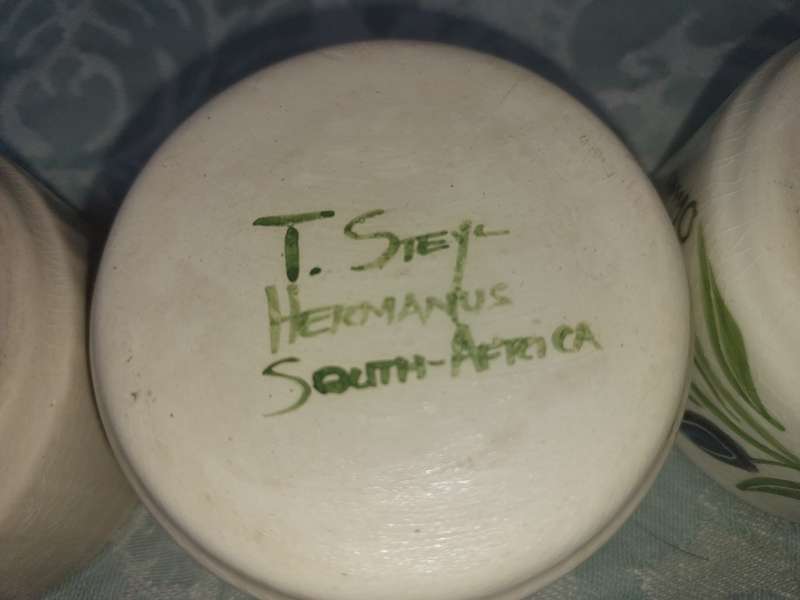 T. STEYL
HERMANUS
SOUTH-AFRICA